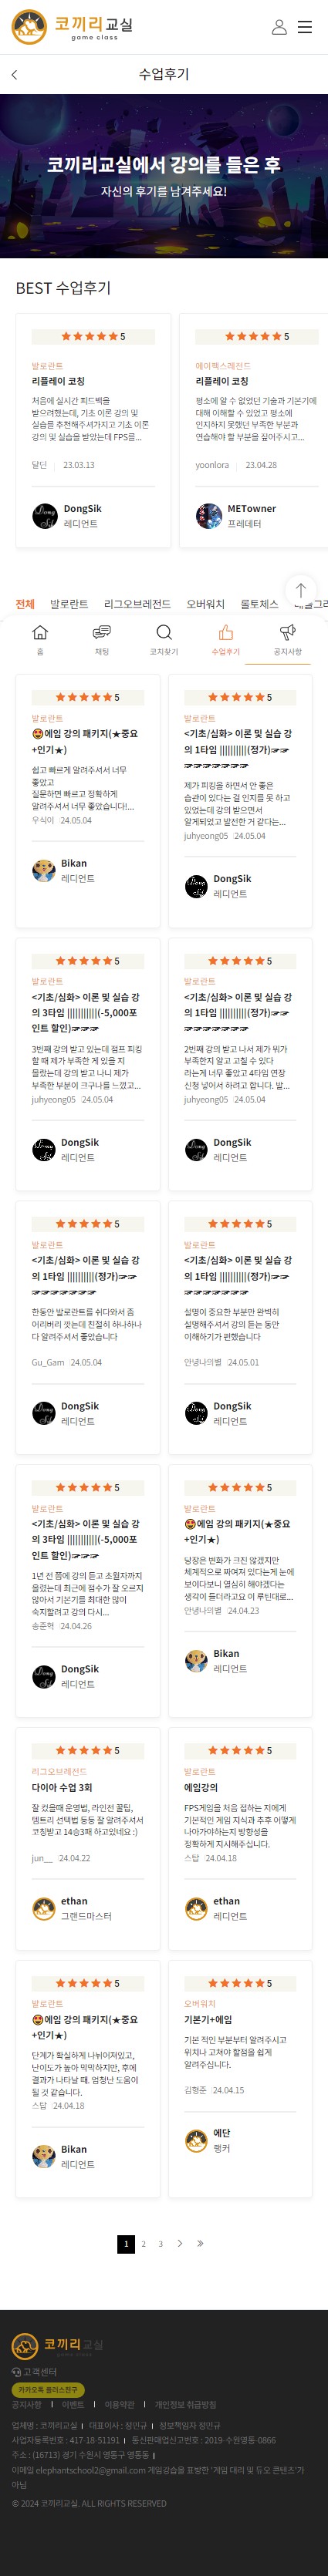 코끼리교실
game class
수업후기
코끼리교실에서 강의를 들은 후
자신의 후기를 남겨주세요!
BEST 수업후기
★★★★★ 5
발로란트
리플레이 코칭
처음에 실시간 피드백을
받으려했는데, 기초 이론 강의 및
실습를 추천해주셔가지고 기초 이론
강의 및 실습을 받았는데 FPS를...
달딘 23.03.13
DongSik
레디언트
★★★★★ 5
에이펙스레전드
리플레이 코칭
평소에 알 수 없었던 기술과 기본기에
대해 이해할 수 있었고 평소에
인지하지 못했던 부족한 부분과
연습해야 할 부분을 짚어주시고...
yoonlora 23.04.28
METowner
프레데터
전체 발로란트 리그오브레전드 오버워치 롤토체스
홈 채팅 코치찾기 수업후기 공지사항
★★★★★ 5
발로란트
🤩에임 강의 패키지(★중요
+인기★)
쉽고 빠르게 알려주셔서 너무
좋았고
질문하면 빠르고 정확하게
알려주셔서 너무 좋았습니다!...
우식이 24.05.04
Bikan
레디언트
★★★★★ 5
발로란트
<기초/심화> 이론 및 실습 강
의 1타임 ||||||||||(정가)🔫🔫
🔫🔫🔫🔫🔫🔫🔫
제가 피킹을 하면서 안 좋은
습관이 있다는 걸 인지를 못 하고
있었는데 강의 받으면서
알게되었고 발전한 거 같다는...
juhyeong05 24.05.04
DongSik
레디언트
★★★★★ 5
발로란트
<기초/심화> 이론 및 실습 강
의 3타임 ||||||||||||(-5,000포
인트 할인)🔫🔫🔫
3번째 강의 받고 있는데 점프 피킹
할 때 제가 부족한 게 있을 지
몰랐는데 강의 받고 나니 제가
부족한 부분이 크구나를 느꼈고...
juhyeong05 24.05.04
DongSik
레디언트
★★★★★ 5
발로란트
<기초/심화> 이론 및 실습 강
의 1타임 ||||||||||(정가)🔫🔫
🔫🔫🔫🔫🔫🔫🔫
2번째 강의 받고 나서 제가 뭐가
부족한지 알고 고칠 수 있다
라는게 너무 좋았고 4타임 연장
신청 넣어서 하려고 합니다. 발...
juhyeong05 24.05.04
DongSik
레디언트
★★★★★ 5
발로란트
<기초/심화> 이론 및 실습 강
의 1타임 ||||||||||(정가)🔫🔫
🔫🔫🔫🔫🔫🔫🔫
한동안 발로란트를 쉬다와서 좀
어리버리 깟는데 친절히 하나하나
다 알려주셔서 좋았습니다
Gu_Gam 24.05.04
DongSik
레디언트
★★★★★ 5
발로란트
<기초/심화> 이론 및 실습 강
의 1타임 ||||||||||(정가)🔫🔫
🔫🔫🔫🔫🔫🔫🔫
설명이 중요한 부분만 완벽히
설명해주셔서 강의 듣는 동안
이해하기가 편했습니다
안녕나의별 24.05.01
DongSik
레디언트
★★★★★ 5
발로란트
<기초/심화> 이론 및 실습 강
의 3타임 ||||||||||||(-5,000포
인트 할인)🔫🔫🔫
1년 전 쯤에 강의 듣고 초월자까지
올렸는데 최근에 점수가 잘 오르지
않아서 기본기를 최대한 많이
숙지할려고 강의 다시...
송준혁 24.04.26
DongSik
레디언트
★★★★★ 5
발로란트
🤩에임 강의 패키지(★중요
+인기★)
당장은 변화가 크진 않겠지만
체계적으로 짜여져 있다는게 눈에
보이다보니 열심히 해야겠다는
생각이 들더라고요 이 루틴대로...
안녕나의별 24.04.23
Bikan
레디언트
★★★★★ 5
리그오브레전드
다이아 수업 3회
잘 컸을때 운영법, 라인전 꿀팁,
템트리 선택법 등등 잘 알려주셔서
코칭받고 14승3패 하고있네요 :)
jun__ 24.04.22
ethan
그랜드마스터
★★★★★ 5
발로란트
에임강의
FPS게임을 처음 접하는 지에게
기본적인 게임 지식과 추후 어떻게
나아가야하는지 방향성을
정확하게 지시해주십니다.
스탑 24.04.18
ethan
레디언트
★★★★★ 5
발로란트
🤩에임 강의 패키지(★중요
+인기★)
단계가 확실하게 나뉘어져있고,
난이도가 높아 막막하지만, 후에
결과가 나타날 때. 엄청난 도움이
될 것 같습니다.
스탑 24.04.18
Bikan
레디언트
★★★★★ 5
오버워치
기본기+에임
기본 적인 부분부터 알려주시고
위치나 고쳐야 할점을 쉽게
알려주십니다.
김형준 24.04.15
에단
랭커
1 2 3
코끼리교실
고객센터
카카오톡 플러스친구
공지사항 이벤트 이용약관 개인정보 취급방침
업체명 : 코끼리교실 대표이사 : 정인규 정보책임자 정인규
사업자등록번호 : 417-18-51191 통신판매업신고번호 : 2019-수원영통-0866
주소 : (16713) 경기 수원시 영통구 영통동
이메일 elephantschool2@gmail.com 게임강습을 표방한 '게임 대리 및 듀오 콘텐츠'가
아님
© 2024 코끼리교실. ALL RIGHTS RESERVED